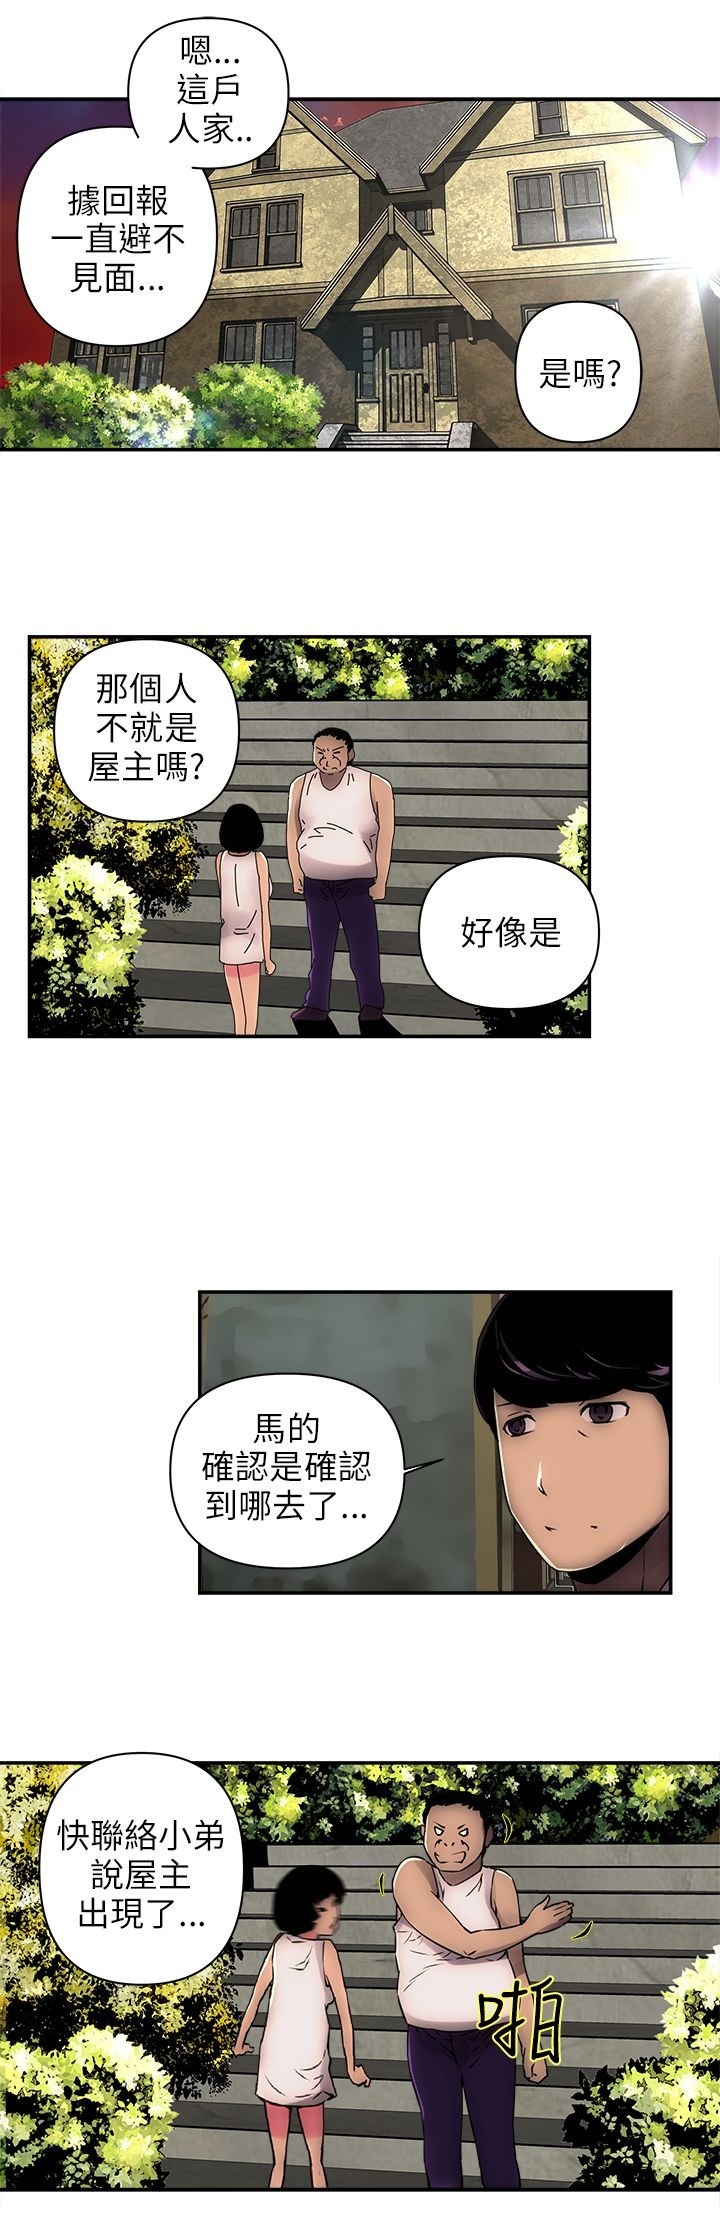 嗯...
這戶
人家..
據回報
一直避不
見面...
是嗎?
那個人
不就是
屋主嗎?
好像是
馬的
確認是確認
到哪去了...
快聯絡小弟
說屋主
出現了...
啪